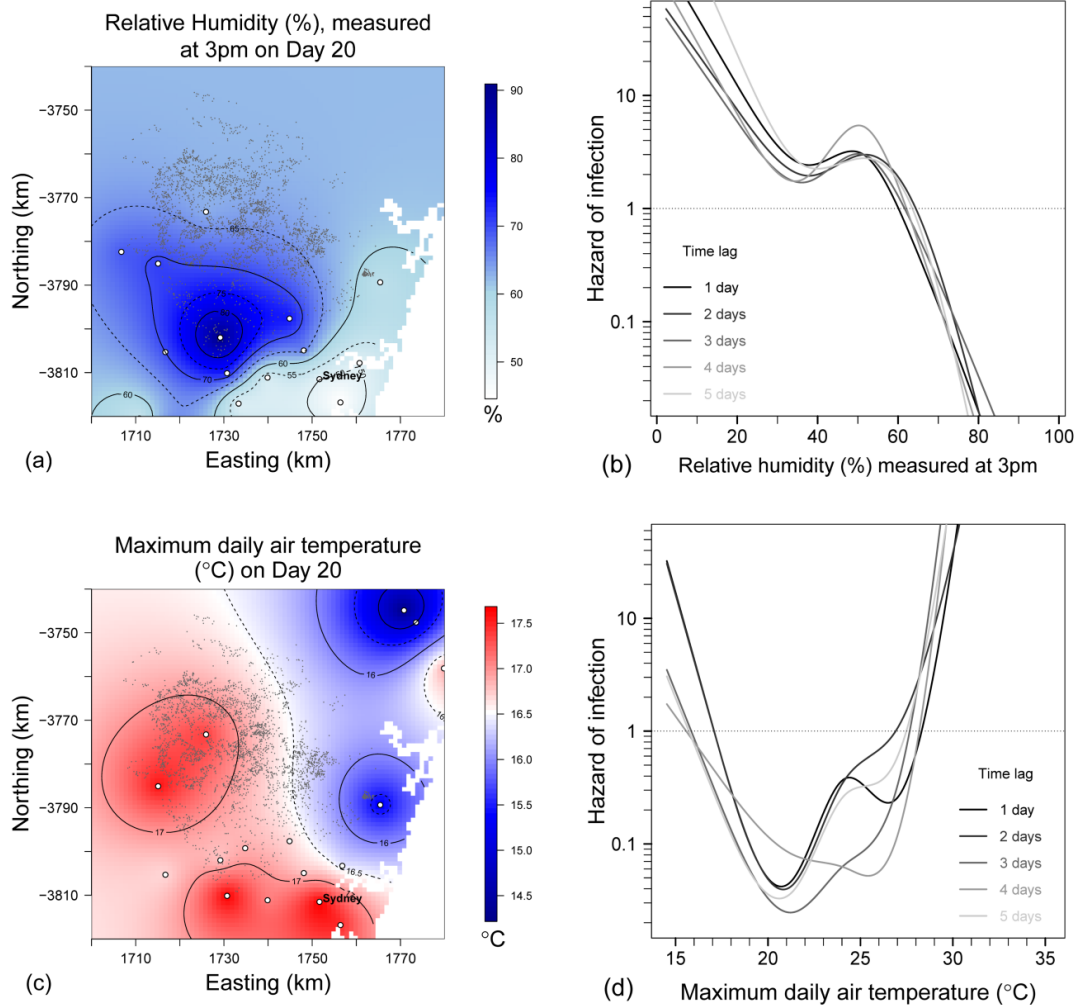 Relative Humidity (%), measured
at 3pm on Day 20
−3750
−3770
−3790
−3810
Northing (km)
1710 1730 1750 1770
Easting (km)
(a)
65
70
60
55
60
60
Sydney
90
80
70
60
50
%
Hazard of infection
10
1
0.1
Time lag
1 day
2 days
3 days
4 days
5 days
0 20 40 60 80 100
Relative humidity (%) measured at 3pm
(b)
Maximum daily air temperature
(°C) on Day 20
−3750
−3770
−3790
−3810
Northing (km)
1710 1730 1750 1770
Easting (km)
(c)
16
16
17
16
17
16.5
Sydney
17.5
17.0
16.5
16.0
15.5
15.0
14.5
°C
Hazard of infection
10
1
0.1
Time lag
1 day
2 days
3 days
4 days
5 days
15 20 25 30 35
Maximum daily air temperature (°C)
(d)